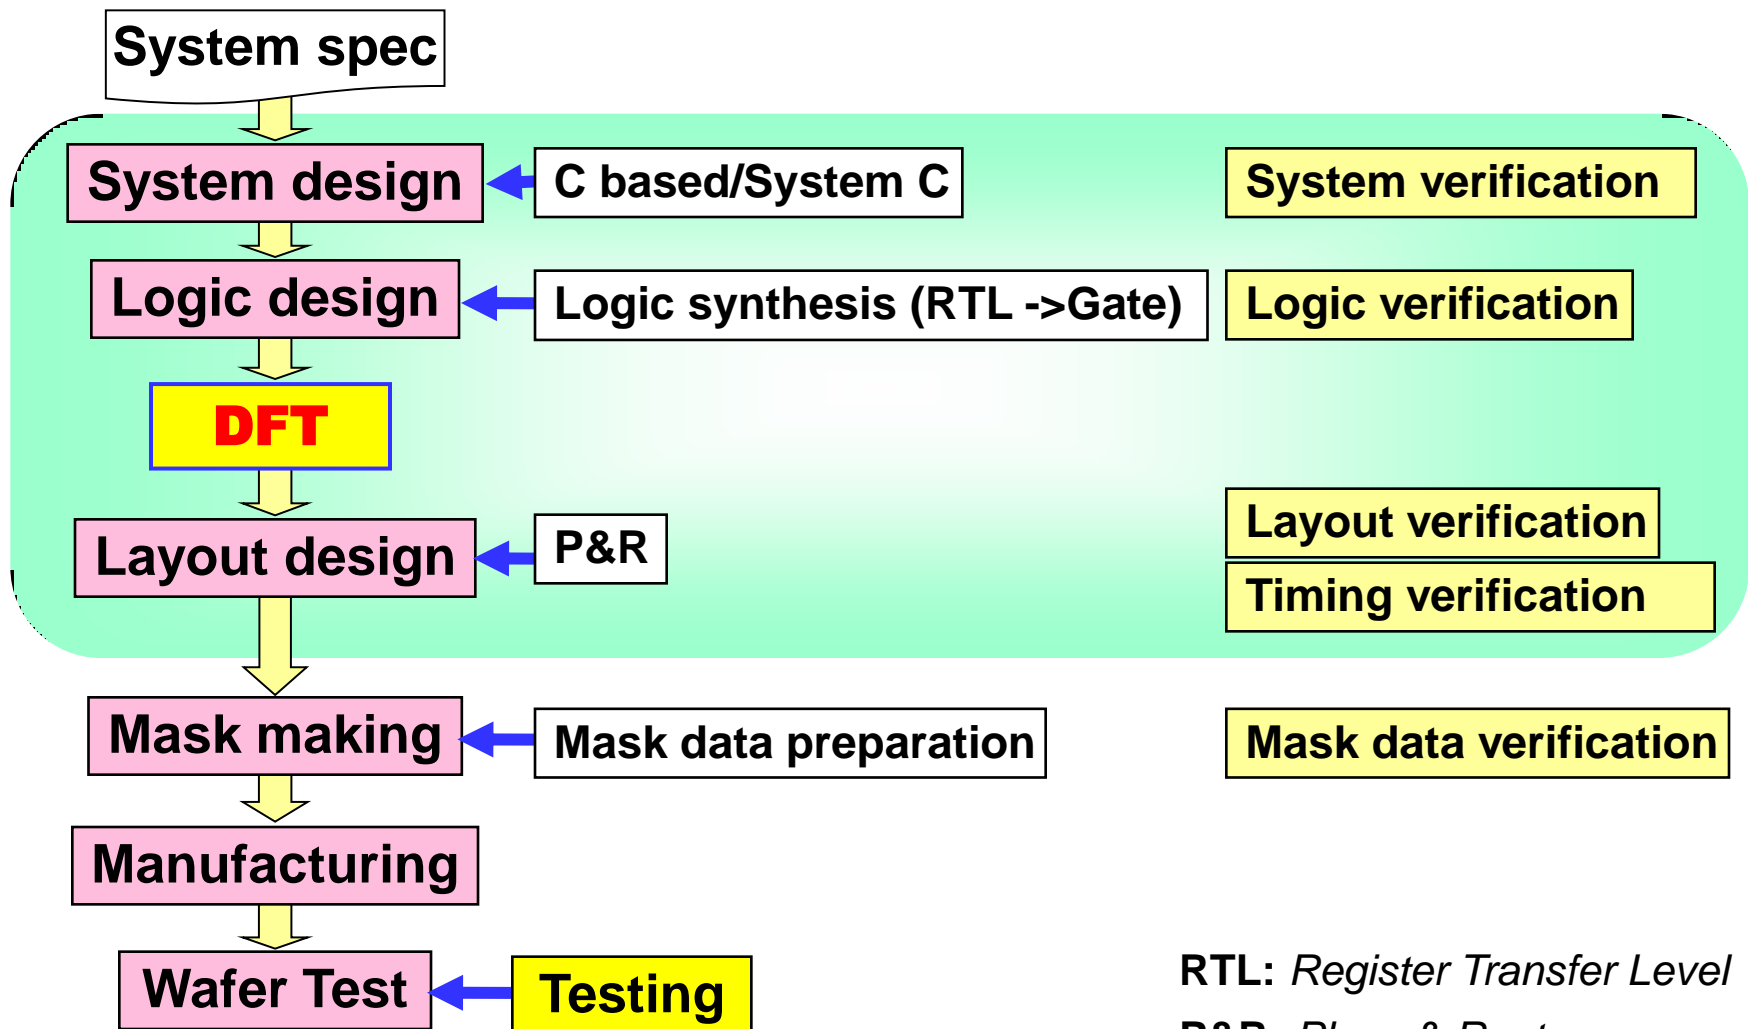 System spec
System design
C based/System C
System verification
Logic design
Logic synthesis (RTL ->Gate)
Logic verification
DFT
Layout design
P&R
Layout verification
Timing verification
Mask making
Mask data preparation
Mask data verification
Manufacturing
Wafer Test
Testing
RTL: Register Transfer Level
P&R: Place & Route